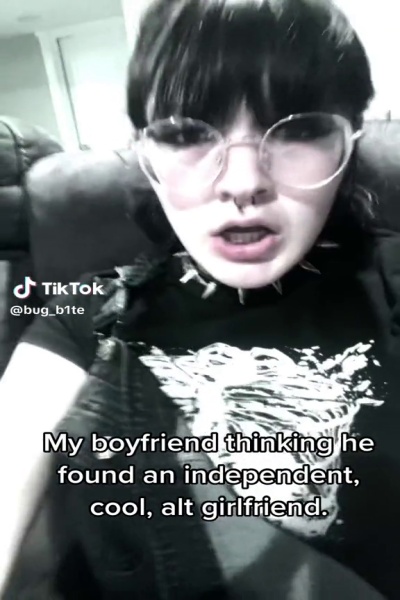 TikTok
@bug_b1te
My boyfriend thinking he
found an independent,
cool, alt girlfriend.